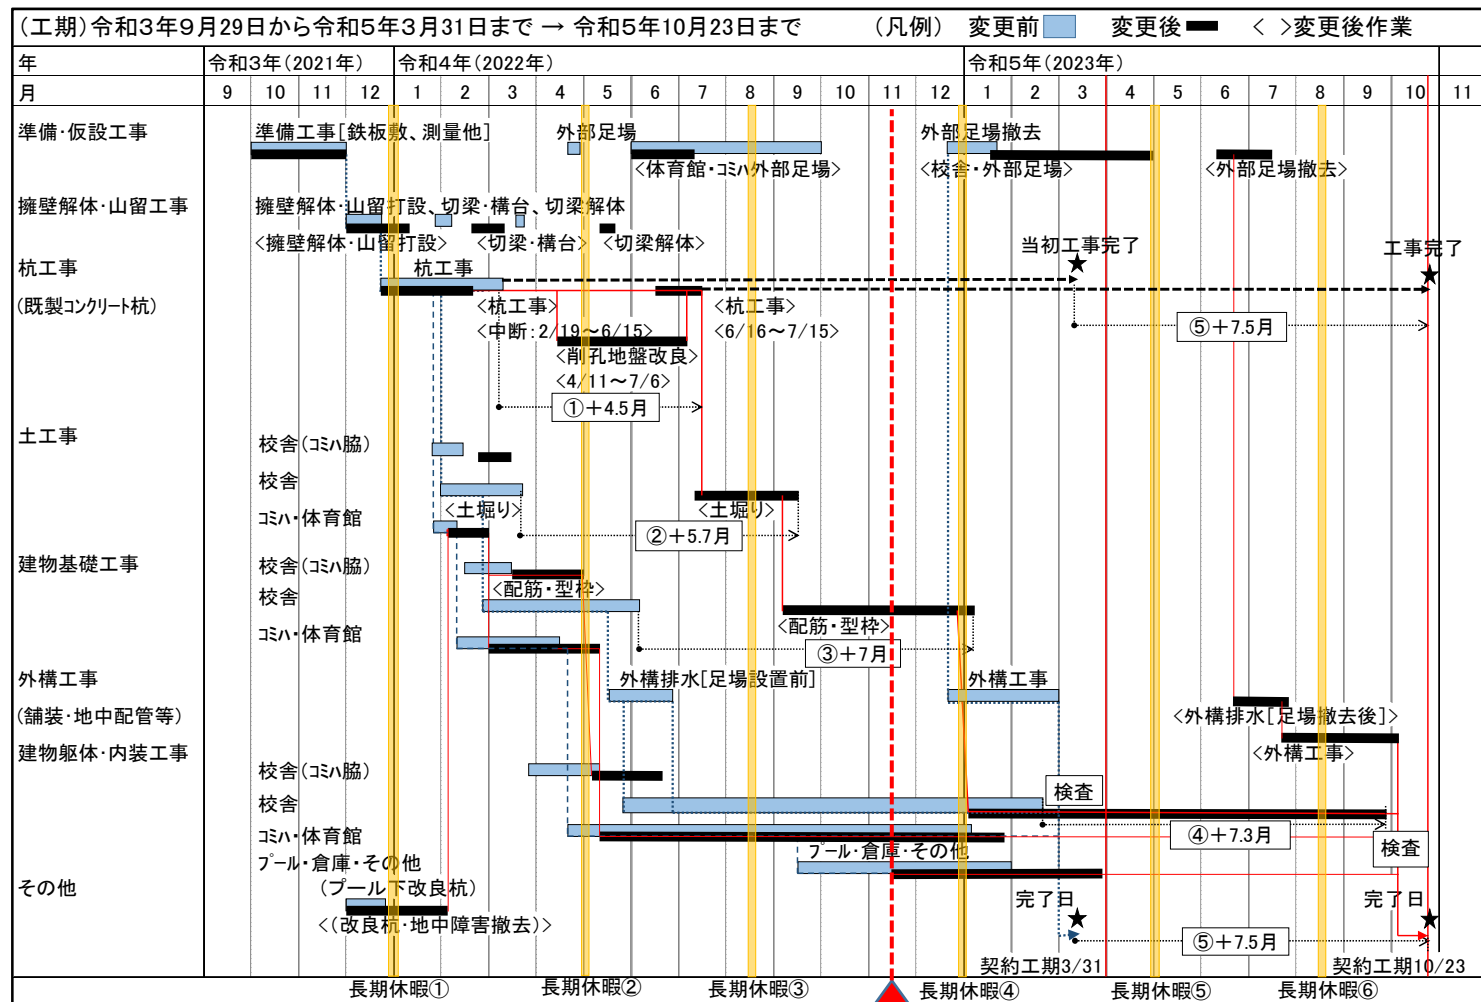 (工期)令和3年9月29日から令和5年3月31日まで → 令和5年10月23日まで (凡例) 変更前 変更後 < >変更後作業
年 令和3年(2021年) 令和4年(2022年) 令和5年(2023年)
月 9 10 11 12 1 2 3 4 5 6 7 8 9 10 11 12 1 2 3 4 5 6 7 8 9 10 11
準備・仮設工事 準備工事[鉄板敷、測量他] 外部足場 外部足場撤去
<体育館・コミハ外部足場> <校舎・外部足場> <外部足場撤去>
擁壁解体・山留工事 擁壁解体・山留打設、切梁・構台、切梁解体
<擁壁解体・山留打設> <切梁・構台> <切梁解体>
当初工事完了 工事完了
杭工事 杭工事
(既製コンクリート杭) <杭工事> <杭工事>
<中断:2/19~6/15> <6/16~7/15>
⑤+7.5月
<削孔地盤改良>
<4/11~7/6>
①+4.5月
土工事 校舎(コミハ脇)
校舎
<土堀り> <土堀り>
コミハ・体育館
②+5.7月
建物基礎工事 校舎(コミハ脇)
<配筋・型枠>
校舎
<配筋・型枠>
コミハ・体育館
③+7月
外構工事 外構排水[足場設置前] 外構工事
(舗装・地中配管等) <外構排水[足場撤去後]>
建物躯体・内装工事 <外構工事>
校舎(コミハ脇)
校舎 検査
コミハ・体育館 ④+7.3月
プール・倉庫・その他 プール・倉庫・その他 検査
その他 (プール下改良杭)
完了日 完了日
<(改良杭・地中障害撤去)>
⑤+7.5月
契約工期3/31 契約工期10/23
長期休暇① 長期休暇② 長期休暇③ 長期休暇④ 長期休暇⑤ 長期休暇⑥